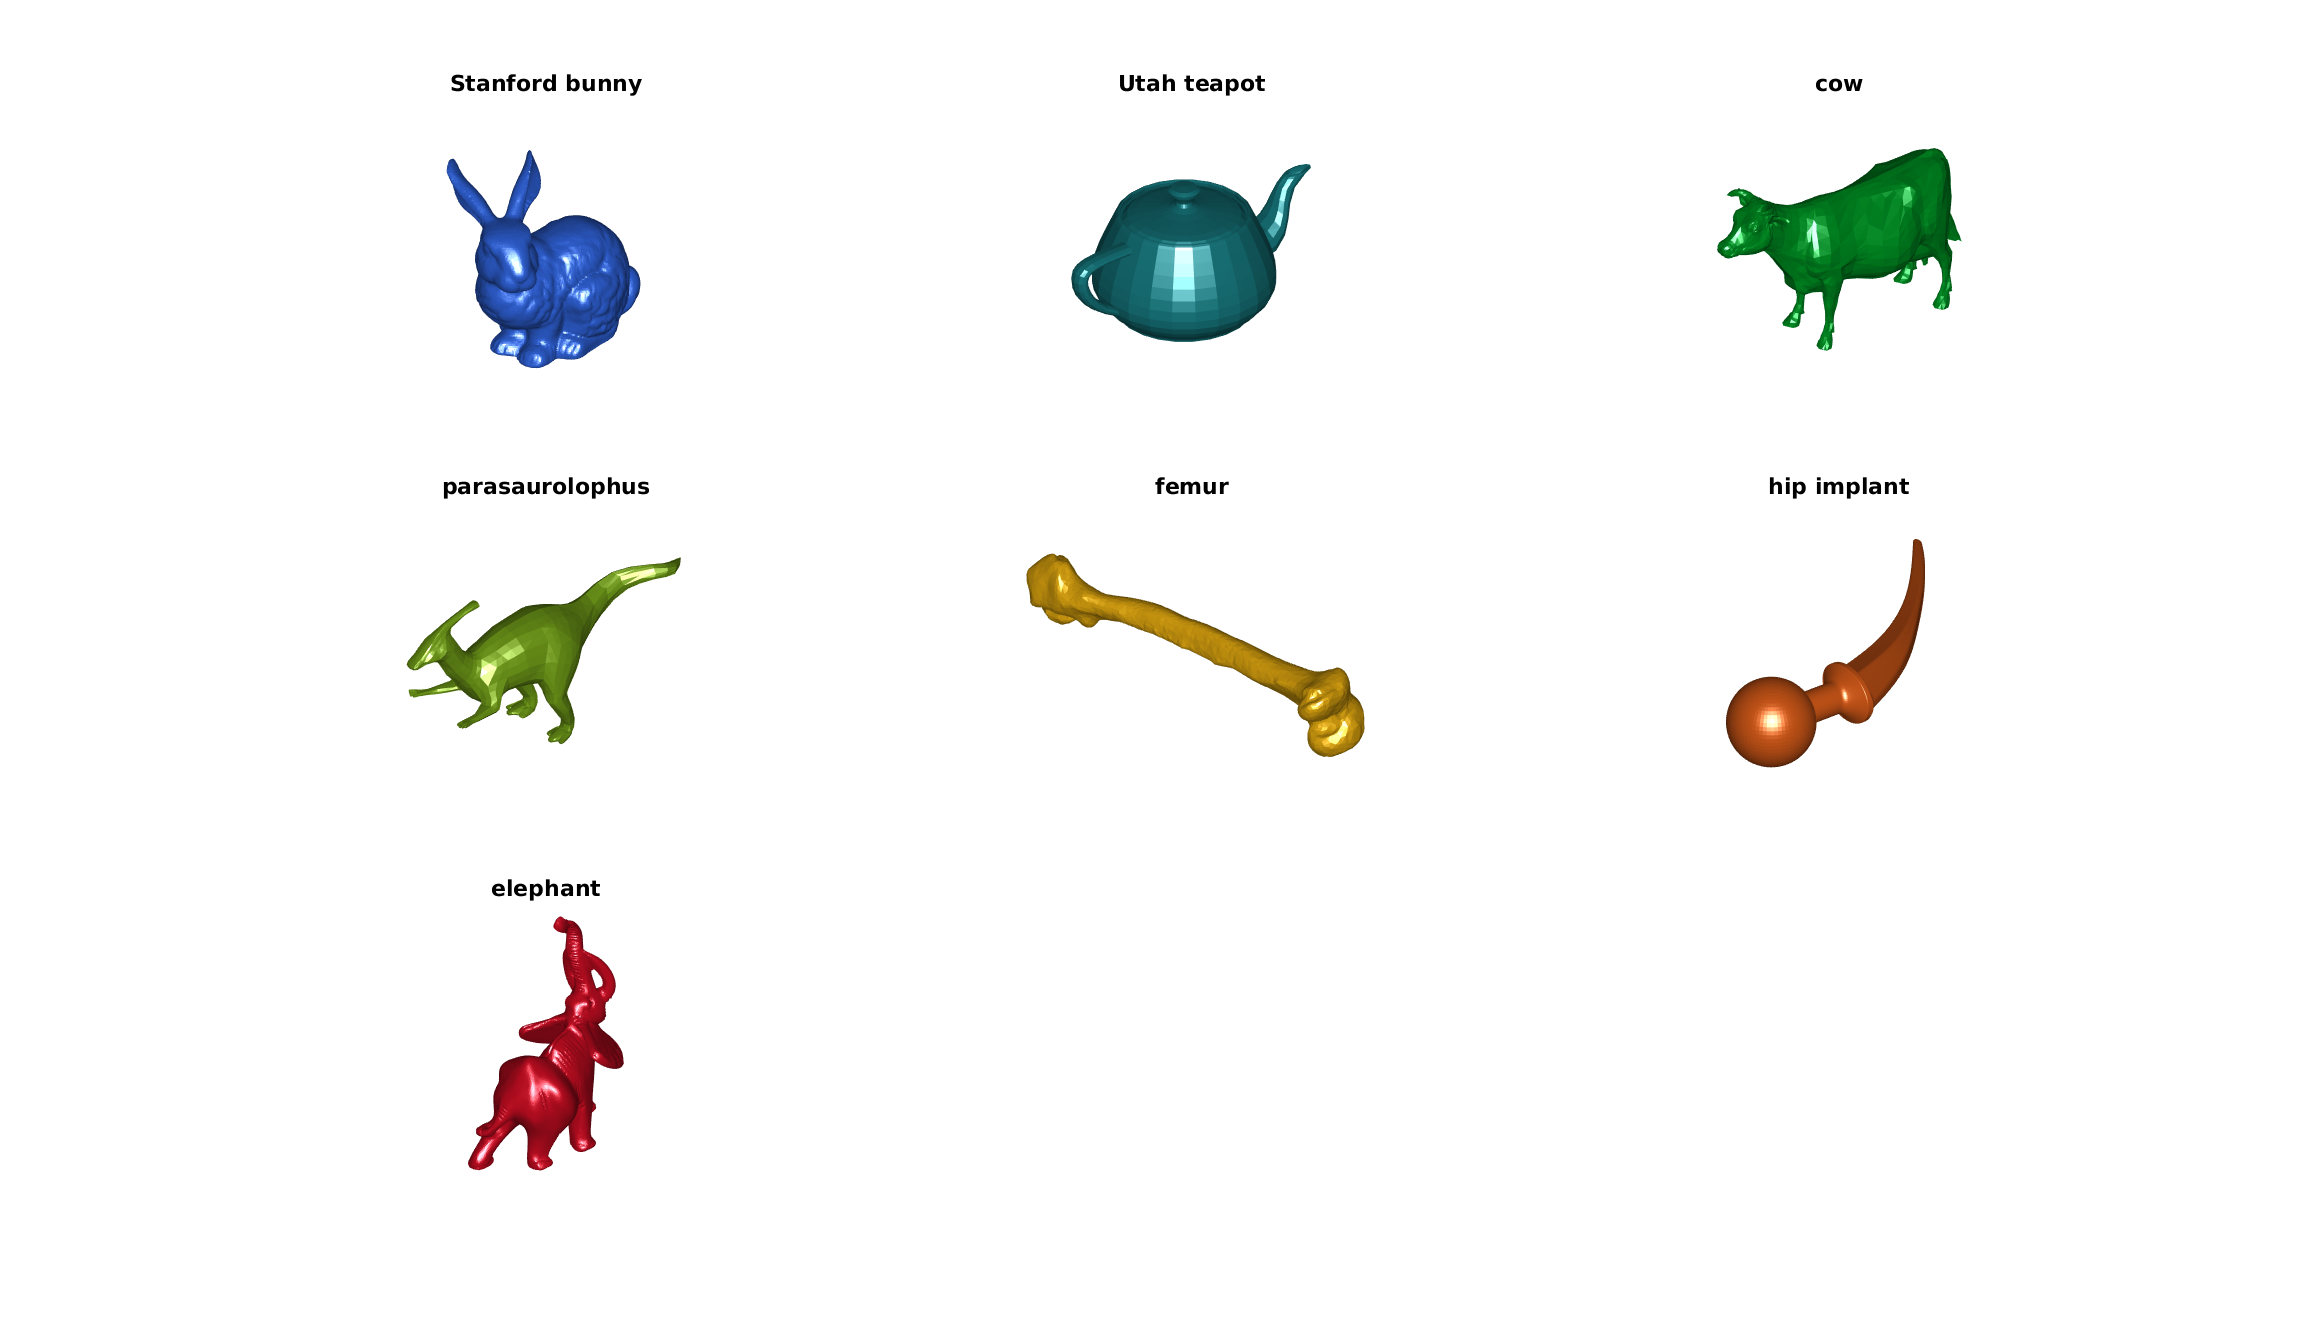 Stanford bunny
Utah teapot
cow
parasaurolophus
femur
hip implant
elephant